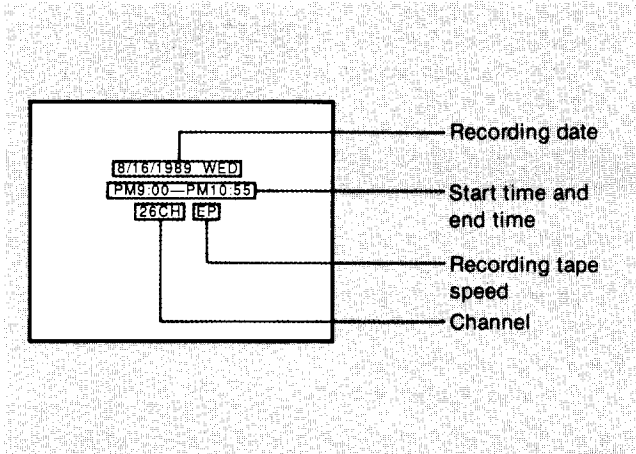 8/16/1989 WED
PM9:00—PM10:55
26CH EP
Recording date
Start time and
end time
Recording tape
speed
Channel